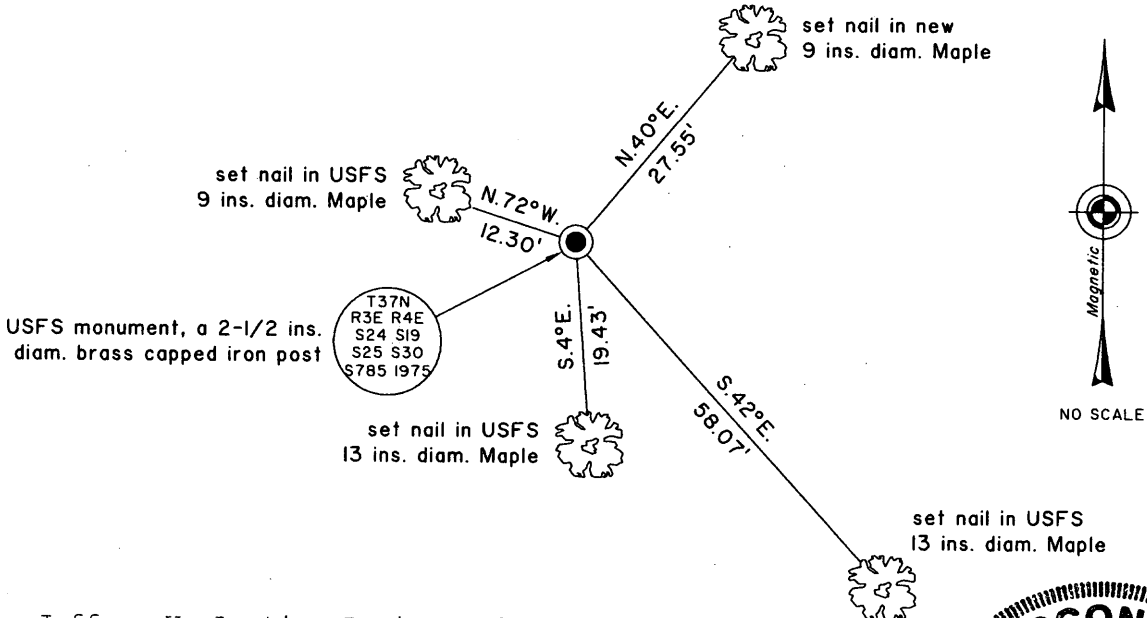 set nail in new
9 ins. diam. Maple
N.40°E.
27.55'
set nail in USFS
9 ins. diam. Maple
N.72°W.
12.30'
T37N
R3E R4E
S24 S19
S25 S30
S785 1975
USFS monument, a 2-1/2 ins.
diam. brass capped iron post
S.4°E.
19.43'
Magnetic
NO SCALE
S.42°E.
58.07'
set nail in USFS
13 ins. diam. Maple
set nail in USFS
13 ins. diam. Maple